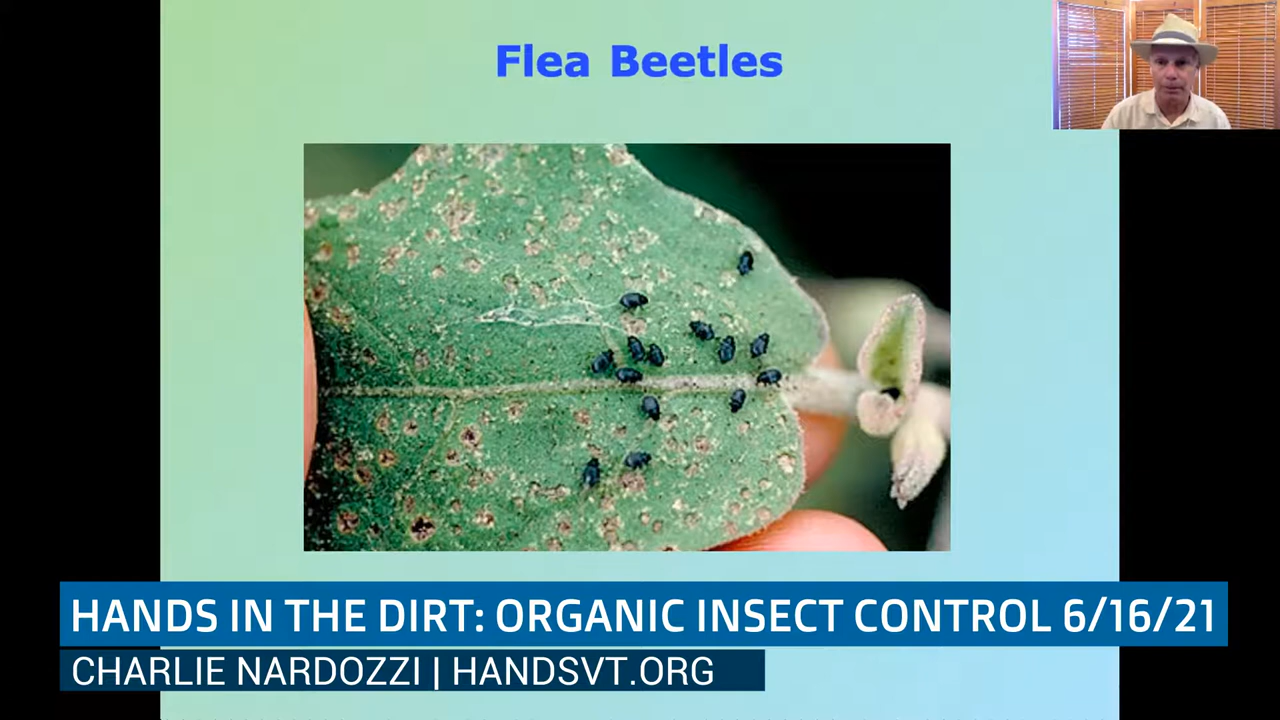 Flea Beetles
HANDS IN THE DIRT: ORGANIC INSECT CONTROL 6/16/21
CHARLIE NARDOZZI | HANDSVT.ORG